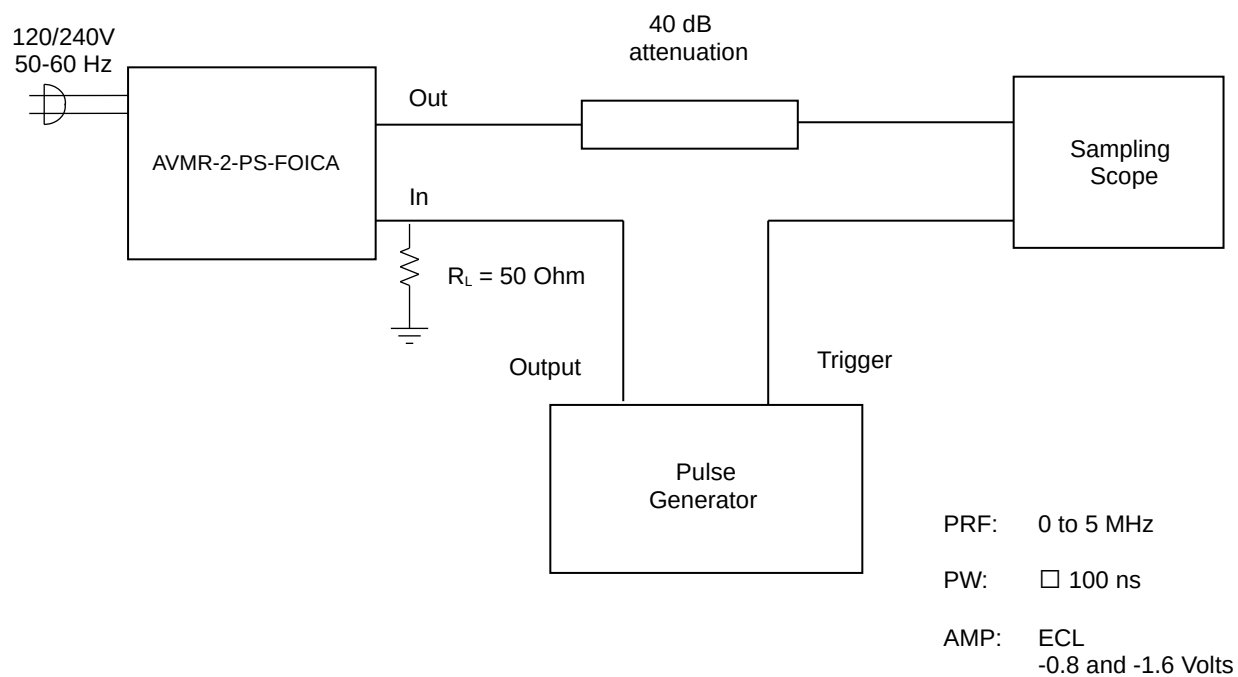 120/240V
50-60 Hz
40 dB
attenuation
Out
AVMR-2-PS-FOICA
Sampling
Scope
In
R_L = 50 Ohm
Output
Trigger
Pulse
Generator
PRF: 0 to 5 MHz
PW: □ 100 ns
AMP: ECL
-0.8 and -1.6 Volts